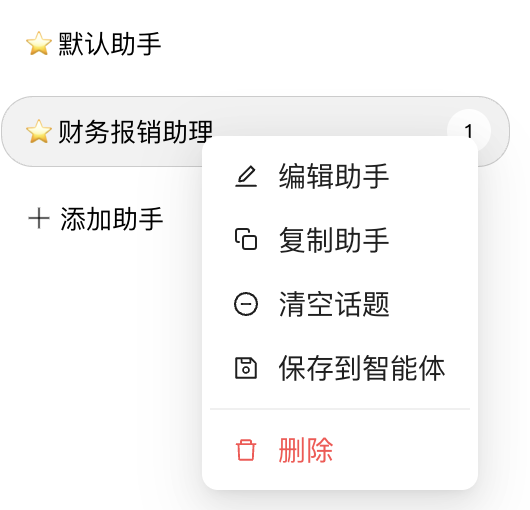 默认助手
财务报销助理
1
编辑助手
复制助手
添加助手
清空话题
保存到智能体
删除